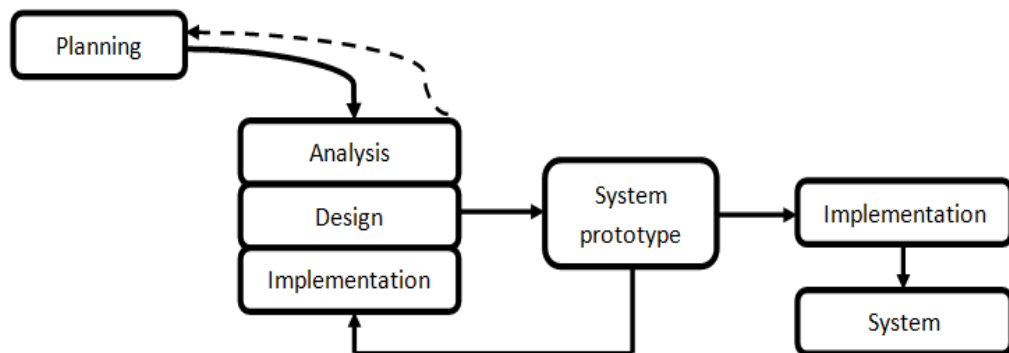 Planning
Analysis
Design
Implementation
System
prototype
Implementation
System